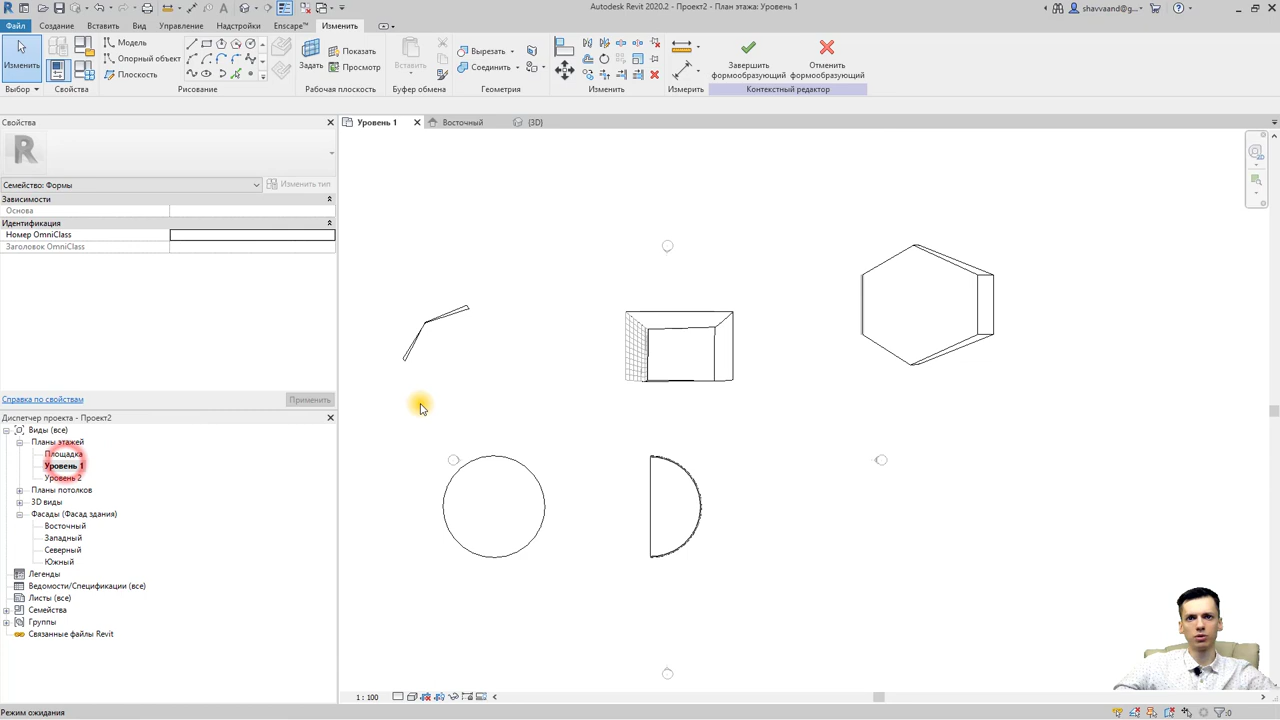 Autodesk Revit 2020.2 - Проект2 - План этажа: Уровень 1
shavvaand@g...
Файл Создание Вставить Вид Управление Надстройки Enscape™ Изменить
Изменить
Модель
Опорный объект
Плоскость
Задать
Показать
Просмотр
Вставить
Вырезать
Соединить
Завершить формообразующий
Отменить формообразующий
Выбор Свойства Рисование Рабочая плоскость Буфер обмена Геометрия Изменить Измерить Контекстный редактор
Свойства
Уровень 1 Восточный {3D}
R
Семейство: Формы
Изменить тип
Зависимости
Основа
Идентификация
Номер OmniClass
Заголовок OmniClass
Справка по свойствам
Применить
Диспетчер проекта - Проект2
Виды (все)
Планы этажей
Площадка
Уровень 1
Уровень 2
Планы потолков
3D виды
Фасады (Фасад здания)
Восточный
Западный
Северный
Южный
Легенды
Ведомости/Спецификации (все)
Листы (все)
Семейства
Группы
Связанные файлы Revit
1 : 100
Режим ожидания
:0